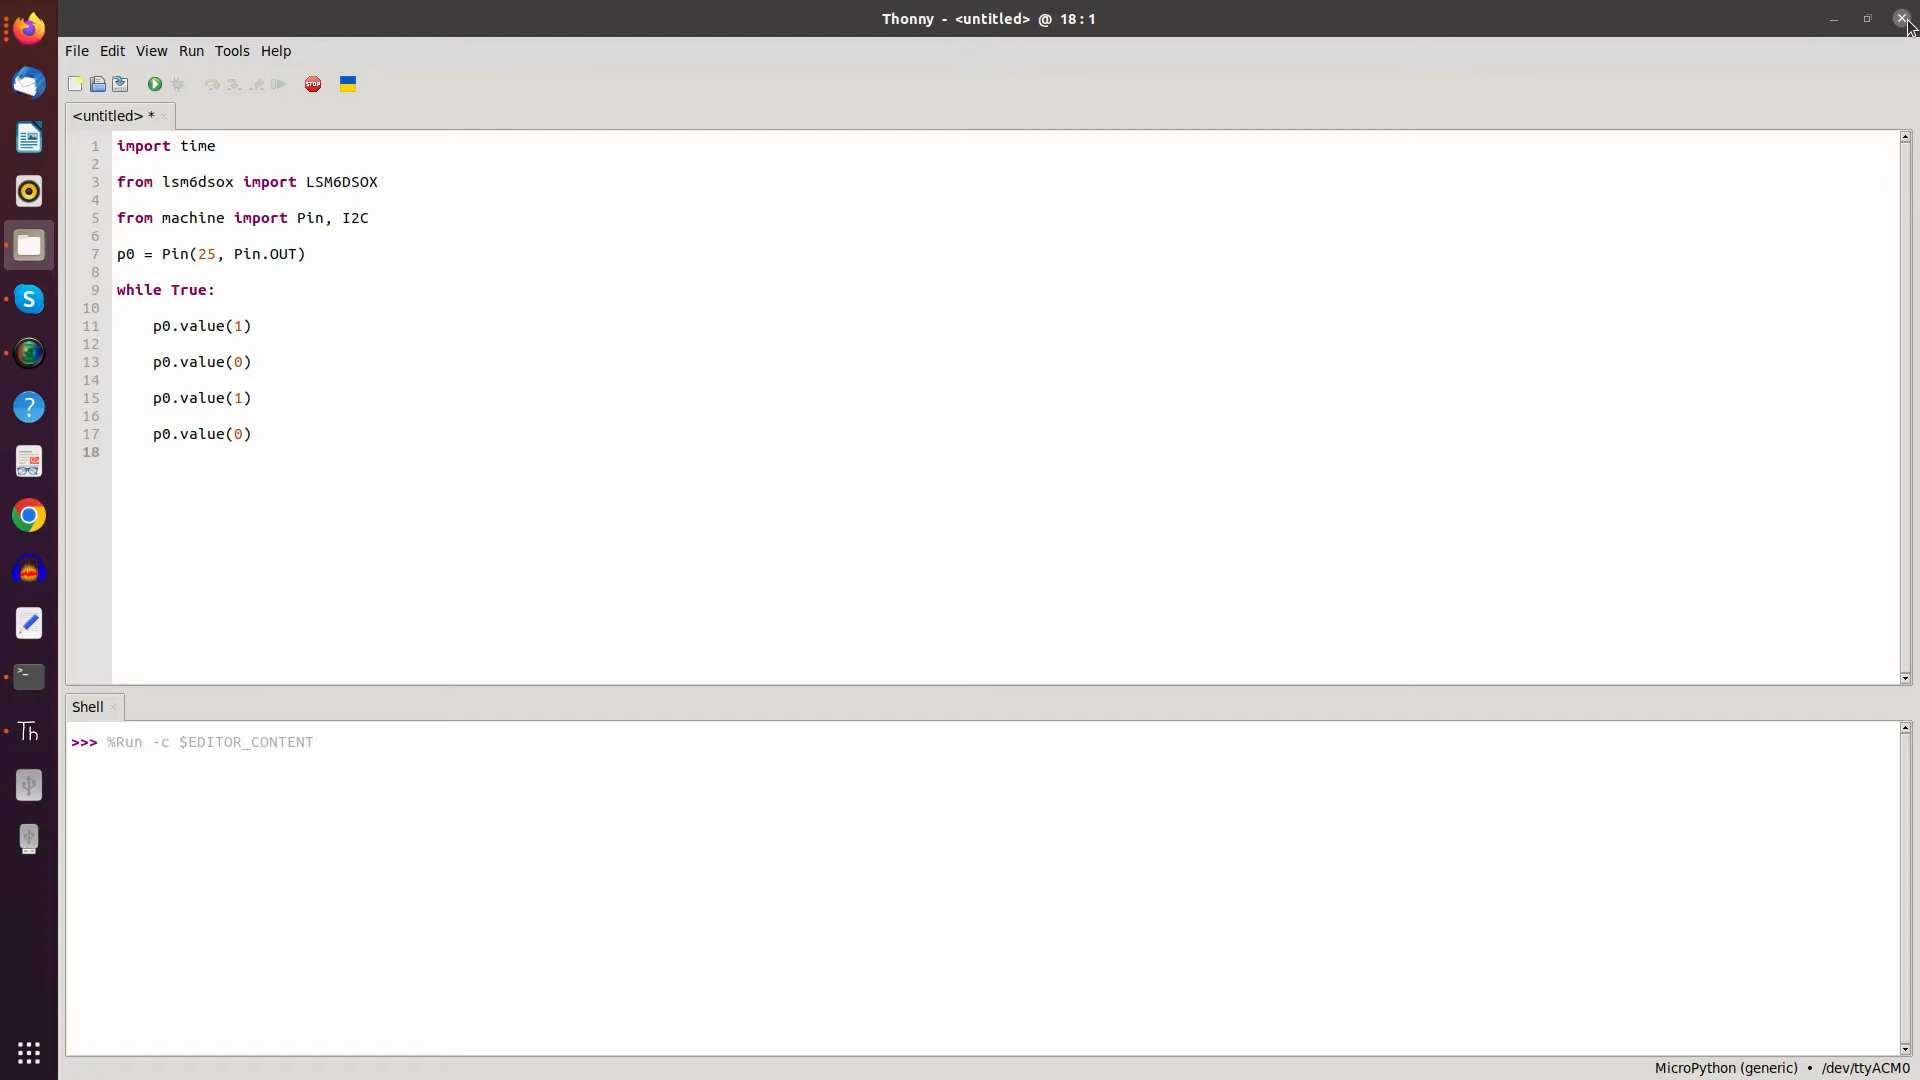 Thonny - <untitled> @ 18:1
File Edit View Run Tools Help
STOP
<untitled> *
1 import time
2
3 from lsm6dsox import LSM6DSOX
4
5 from machine import Pin, I2C
6
7 p0 = Pin(25, Pin.OUT)
8
9 while True:
10
11     p0.value(1)
12
13     p0.value(0)
14
15     p0.value(1)
16
17     p0.value(0)
18
Shell
>>> %Run -c $EDITOR_CONTENT
Th
MicroPython (generic) • /dev/ttyACM0